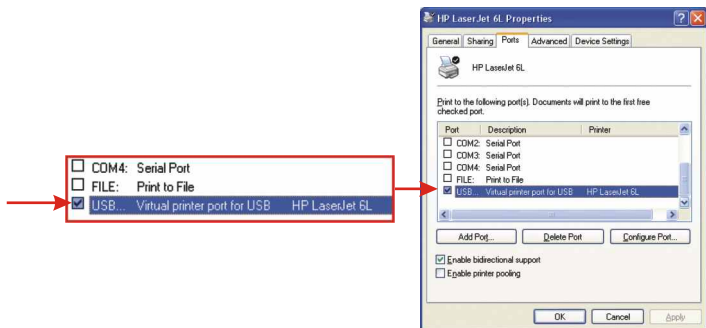 COM4: Serial Port
FILE: Print to File
USB... Virtual printer port for USB HP LaserJet 6L
HP LaserJet 6L Properties
General Sharing Ports Advanced Device Settings
HP LaserJet 6L
Print to the following port(s). Documents will print to the first free
checked port.
Port Description Printer
COM2: Serial Port
COM3: Serial Port
COM4: Serial Port
FILE: Print to File
USB... Virtual printer port for USB HP LaserJet 6L
Add Port... Delete Port Configure Port...
Enable bidirectional support
Enable printer pooling
OK Cancel Apply